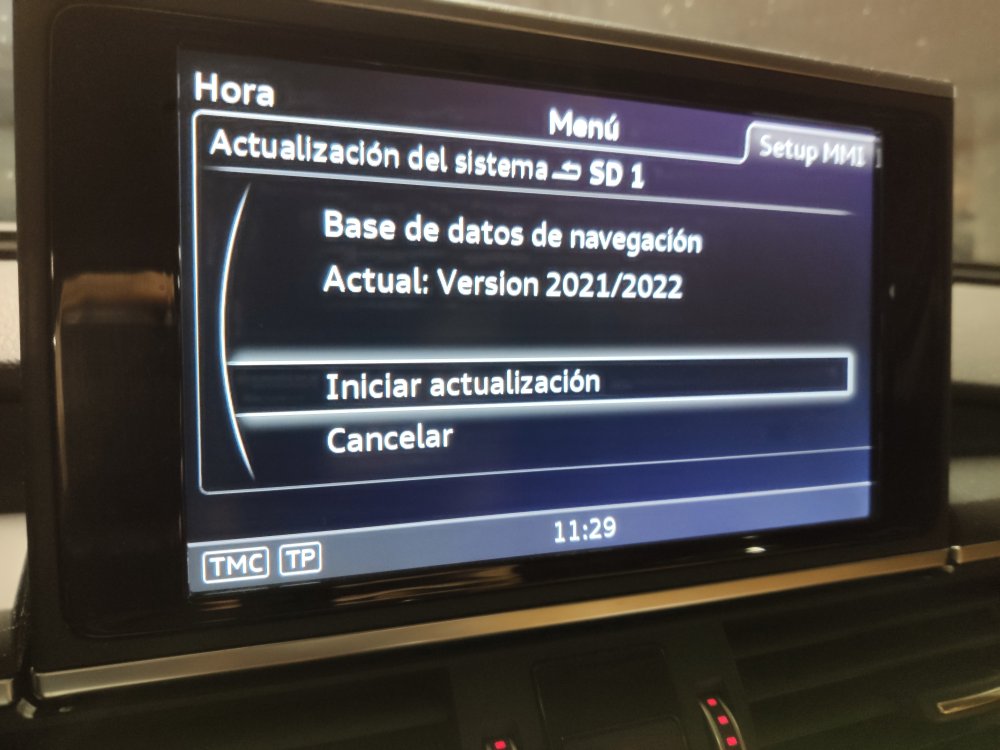 Hora
Menú
Setup MMI
Actualización del sistema SD 1
Base de datos de navegación
Actual: Version 2021/2022
Iniciar actualización
Cancelar
11:29
TMC TP